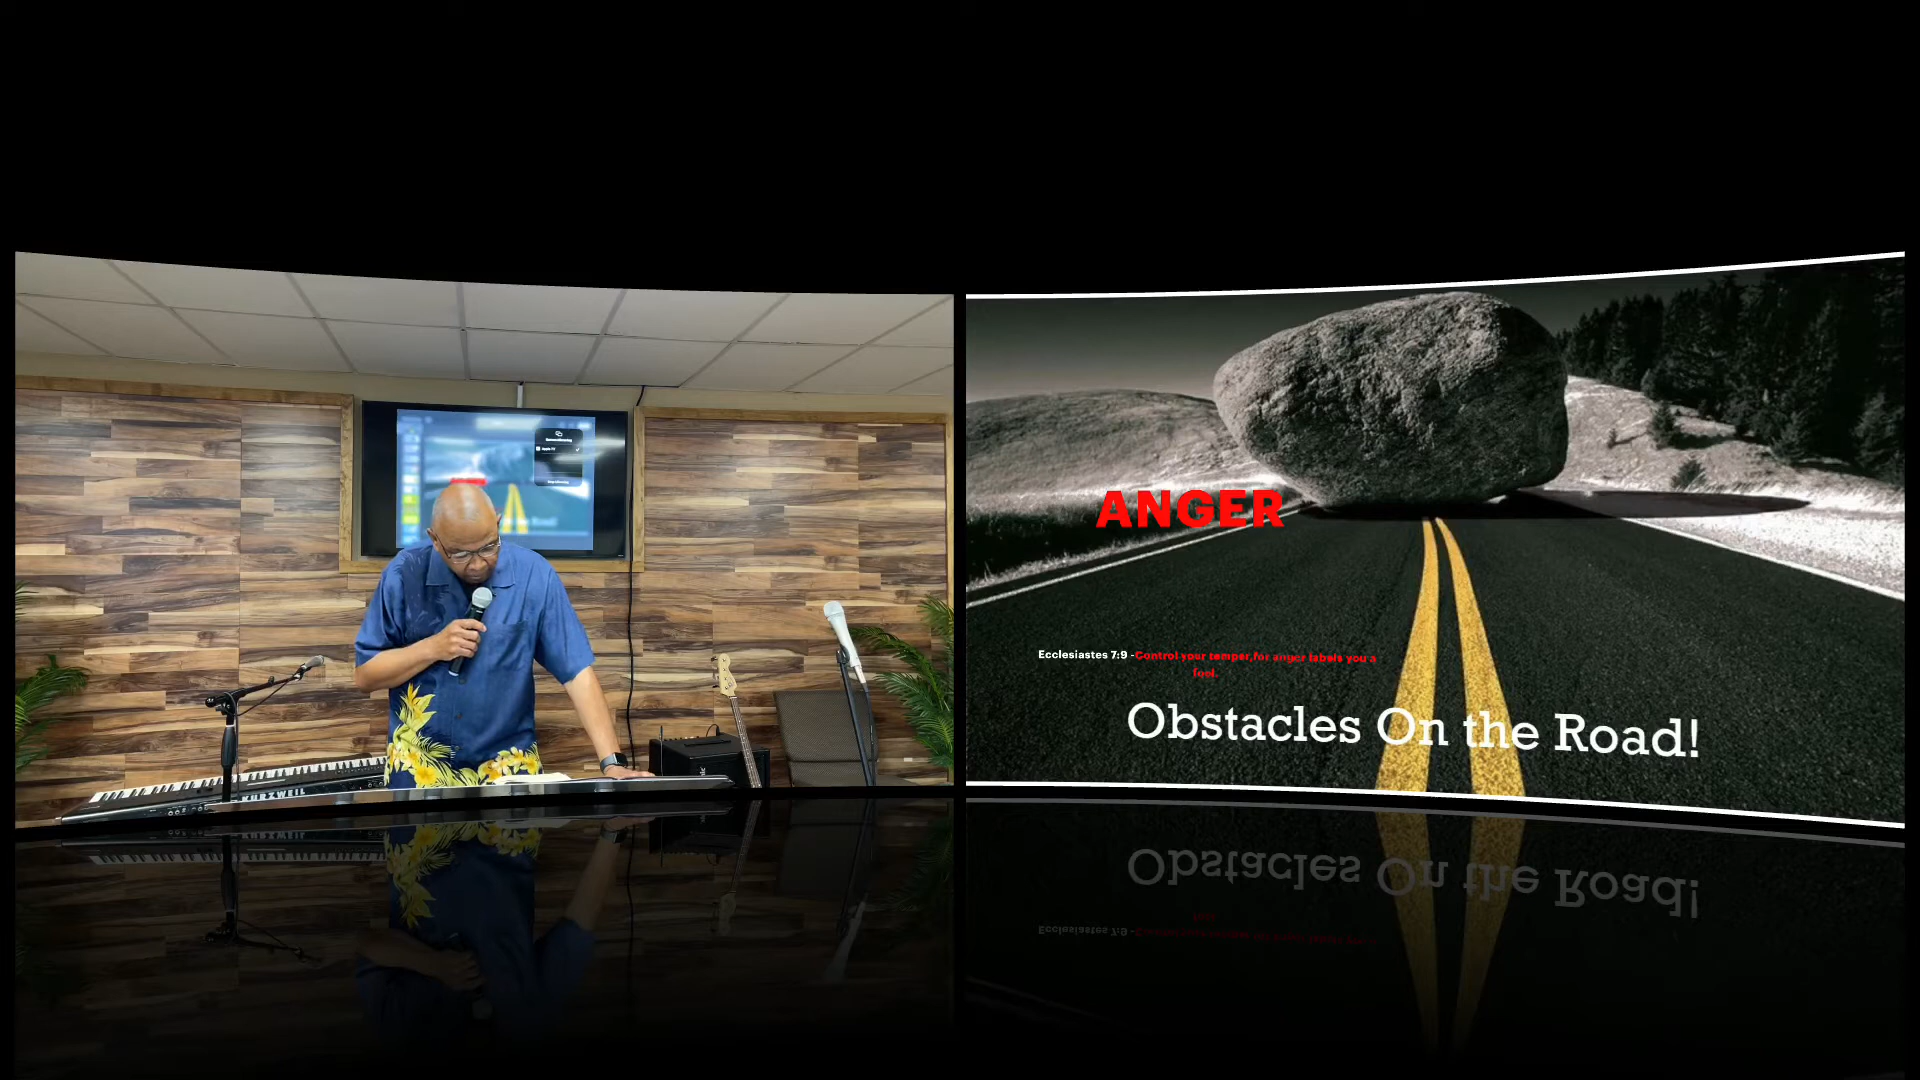 ANGER
Ecclesiastes 7:9 -Control your temper,for anger labels you a
fool.
Obstacles On the Road!
KURZWEIL